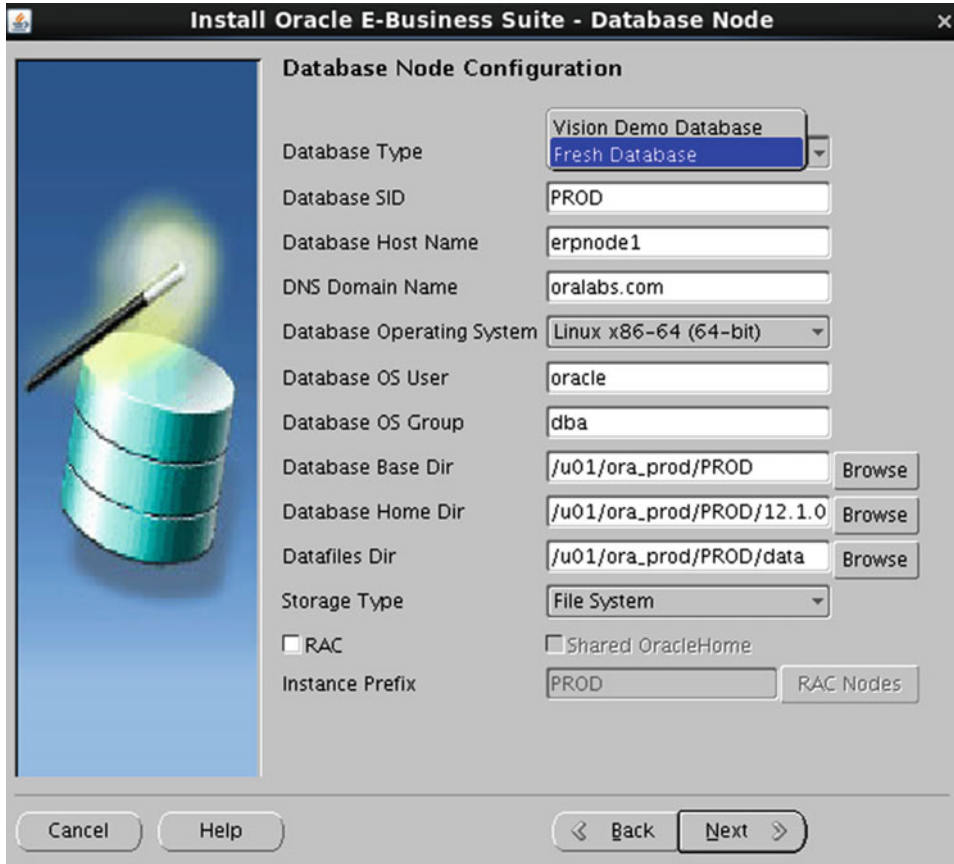 Install Oracle E-Business Suite - Database Node
Database Node Configuration
Vision Demo Database
Database Type Fresh Database
Database SID PROD
Database Host Name erpnode1
DNS Domain Name oralabs.com
Database Operating System Linux x86-64 (64-bit)
Database OS User oracle
Database OS Group dba
Database Base Dir /u01/ora_prod/PROD Browse
Database Home Dir /u01/ora_prod/PROD/12.1.0 Browse
Datafiles Dir /u01/ora_prod/PROD/data Browse
Storage Type File System
RAC Shared OracleHome
Instance Prefix PROD RAC Nodes
Cancel Help Back Next